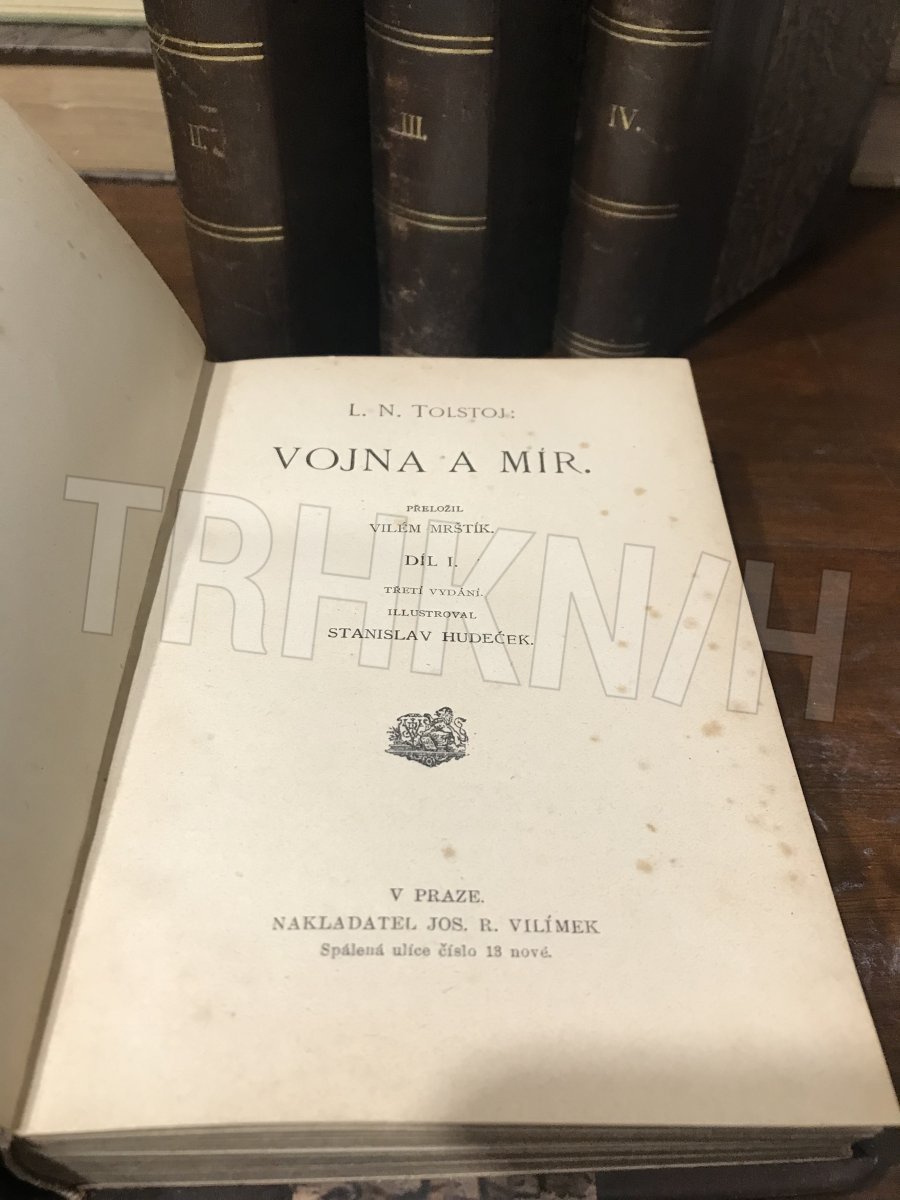 II.
III.
IV.
L. N. TOLSTOJ:
VOJNA A MÍR.
PŘELOŽIL
VILÉM MRŠTÍK.
DÍL I.
TŘETÍ VYDÁNÍ.
ILLUSTROVAL
STANISLAV HUDEČEK.
V PRAZE.
NAKLADATEL JOS. R. VILÍMEK
Spálená ulice číslo 13 nové.
TRHKNIH